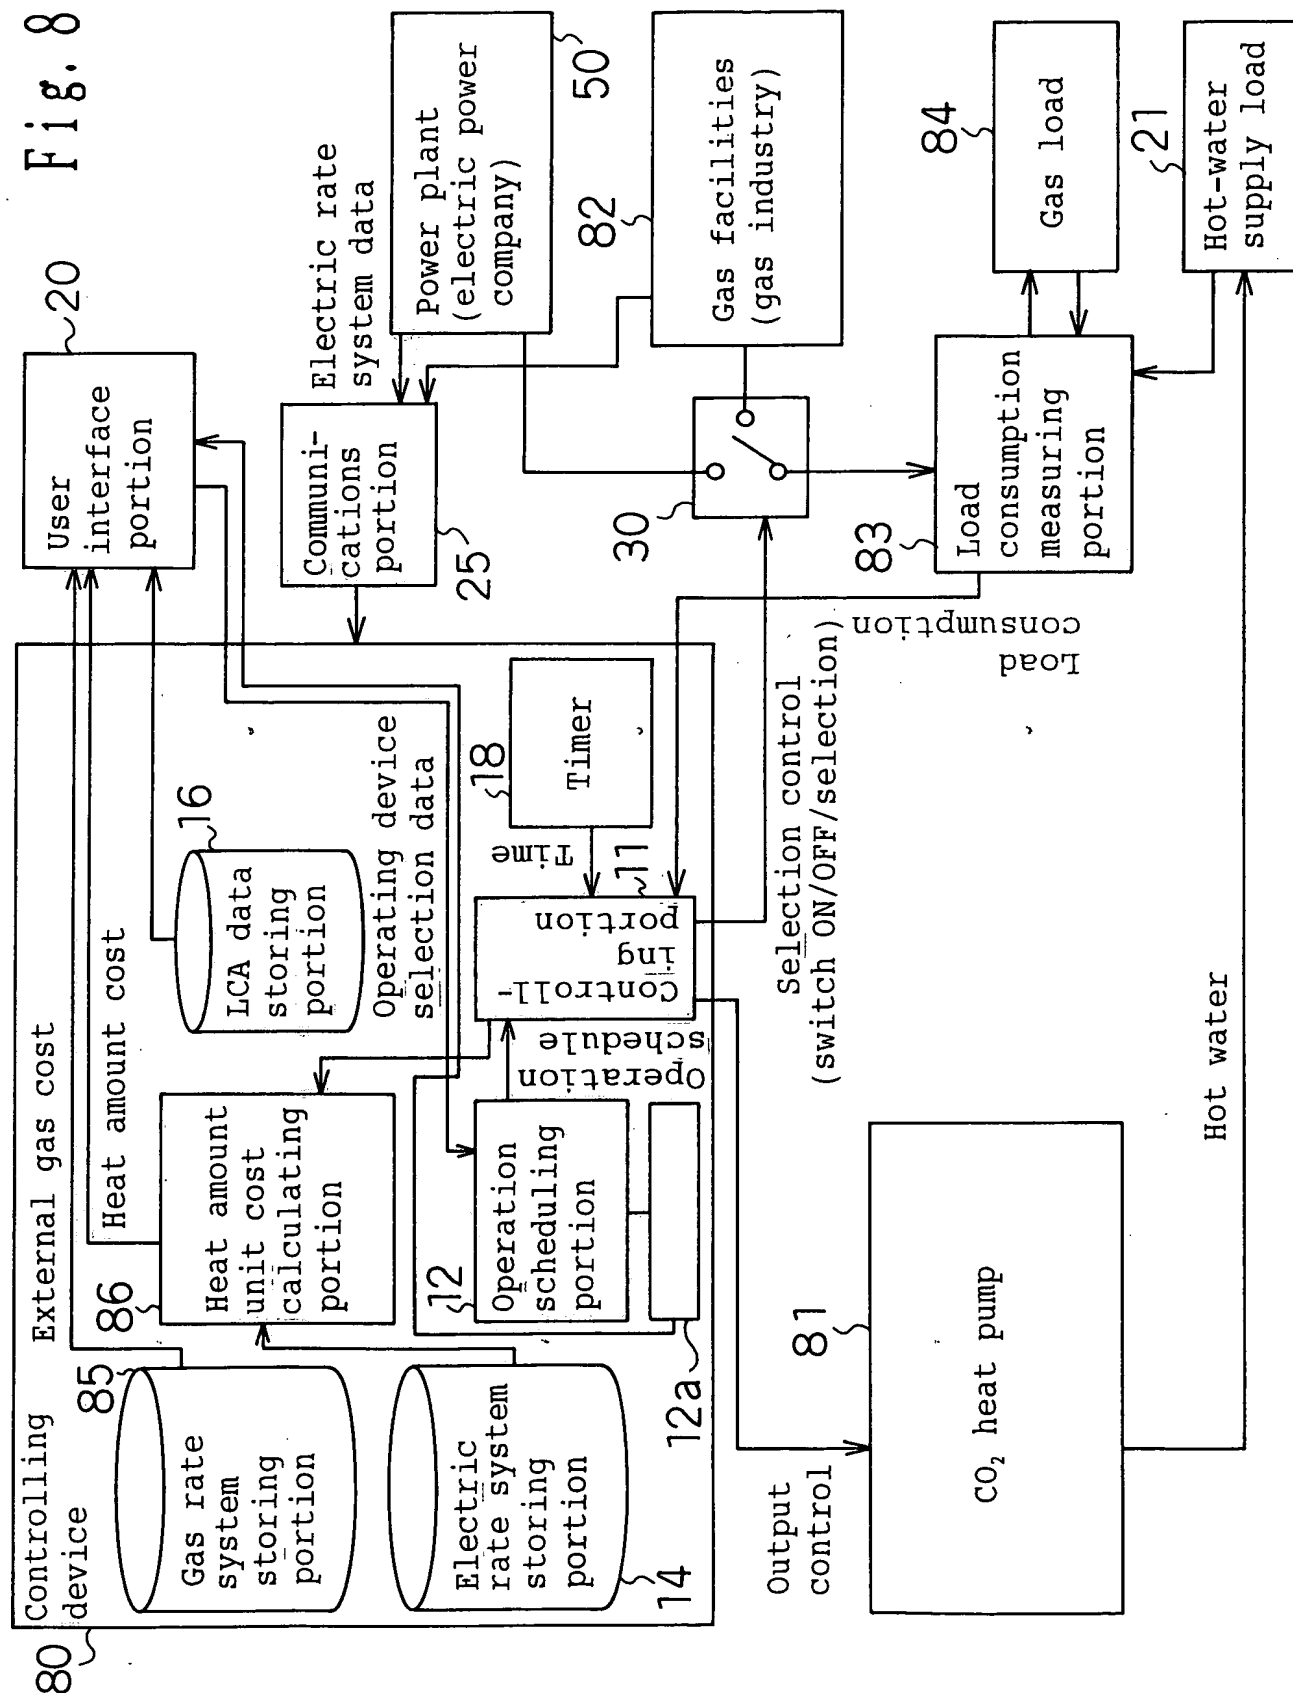 Fig. 8
80
Controlling
device
85
Gas rate
system
storing
portion
External gas cost
Heat amount cost
20
User
interface
portion
86
Heat amount
unit cost
calculating
portion
16
LCA data
storing
portion
Electric rate
system data
Communi-
cations
portion
25
Power plant
(electric power
company)
50
14
Electric
rate system
storing
portion
12
Operation
scheduling
portion
12a
Operating device
selection data
Operation
schedule
Controll-
ing
portion
11
Time
18
Timer
30
82
Gas facilities
(gas industry)
Output
control
Selection control
(switch ON/OFF/selection)
Load
consumption
83
Load
consumption
measuring
portion
84
Gas load
81
CO₂ heat pump
Hot water
21
Hot-water
supply load